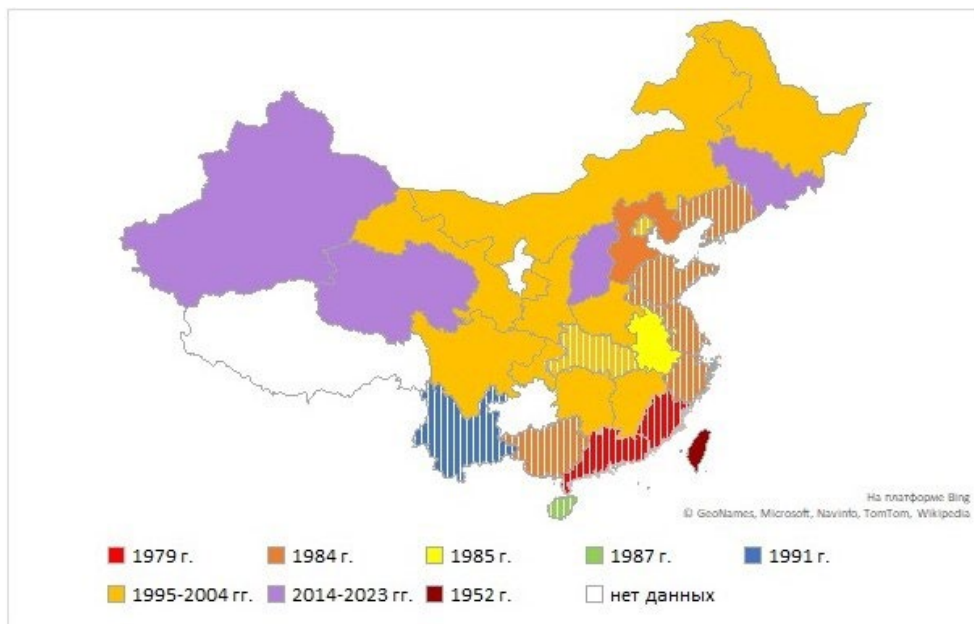 На платформе Bing
© GeoNames, Microsoft, Navinfo, TomTom, Wikipedia
1979 г.
1984 г.
1985 г.
1987 г.
1991 г.
1995-2004 гг.
2014-2023 гг.
1952 г.
нет данных